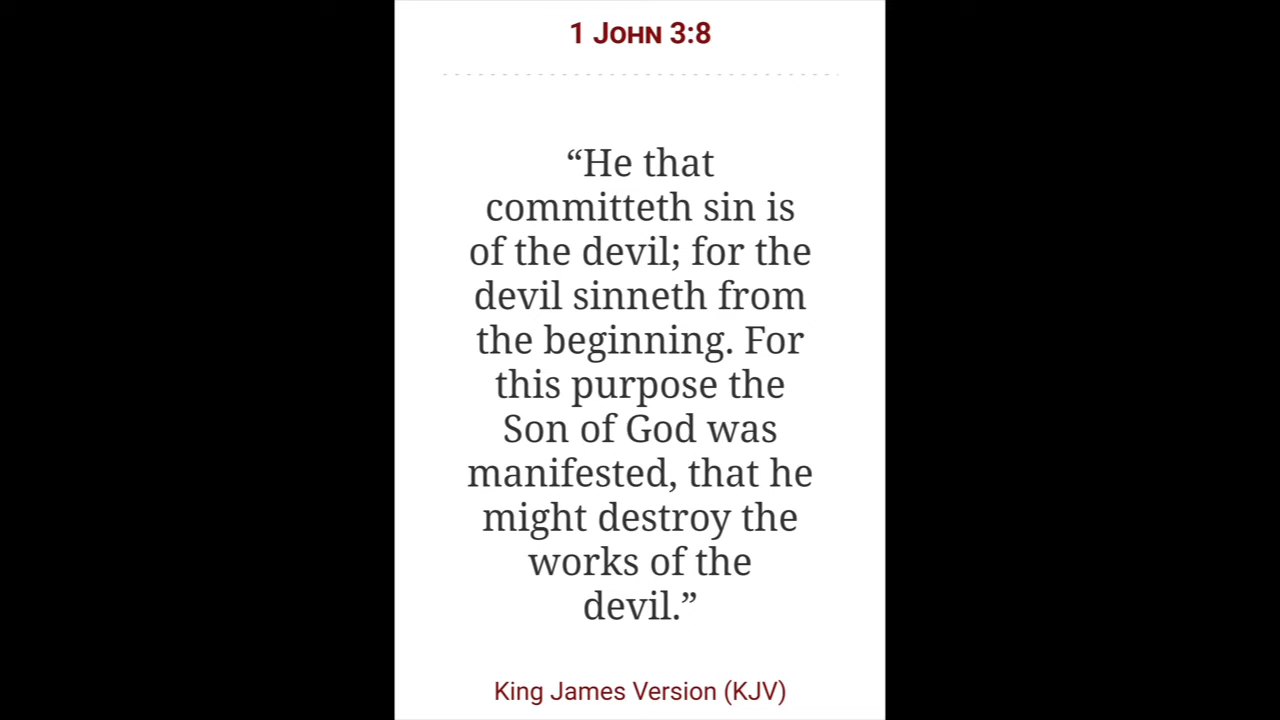 1 John 3:8
“He that
committeth sin is
of the devil; for the
devil sinneth from
the beginning. For
this purpose the
Son of God was
manifested, that he
might destroy the
works of the
devil.”
King James Version (KJV)